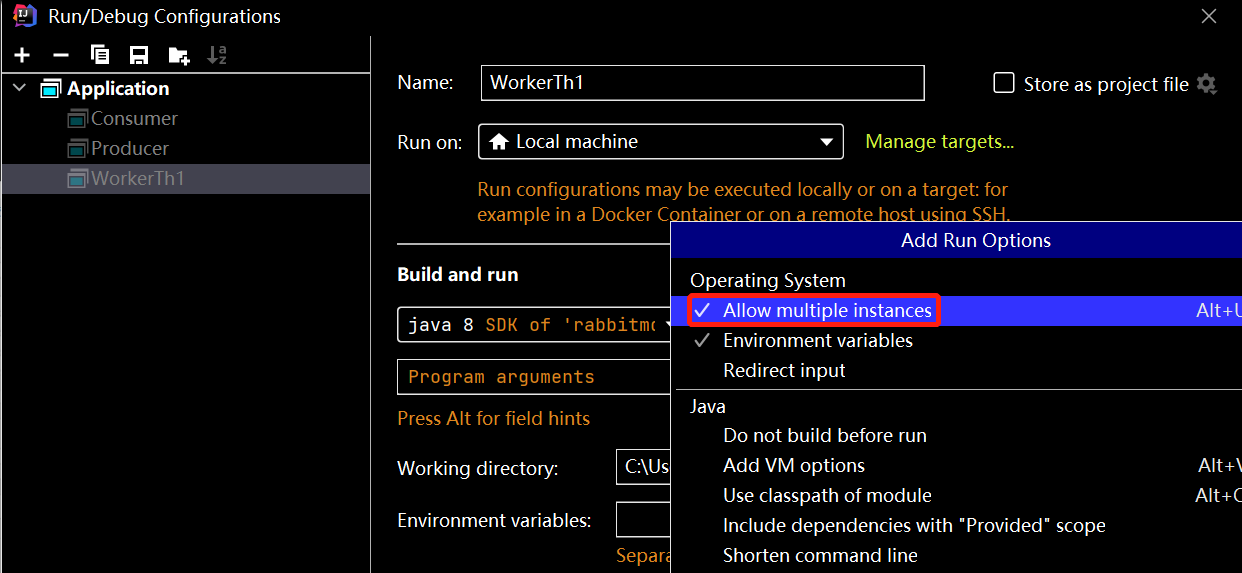 Run/Debug Configurations
Application
Consumer
Producer
WorkerTh1
Name:
WorkerTh1
Store as project file
Run on:
Local machine
Manage targets...
Run configurations may be executed locally or on a target: for
example in a Docker Container or on a remote host using SSH.
Build and run
java 8 SDK of 'rabbitmq
Program arguments
Press Alt for field hints
Working directory:
C:\Us
Environment variables:
Separa
Add Run Options
Operating System
Allow multiple instances Alt+U
Environment variables
Redirect input
Java
Do not build before run
Add VM options Alt+V
Use classpath of module Alt+O
Include dependencies with "Provided" scope
Shorten command line